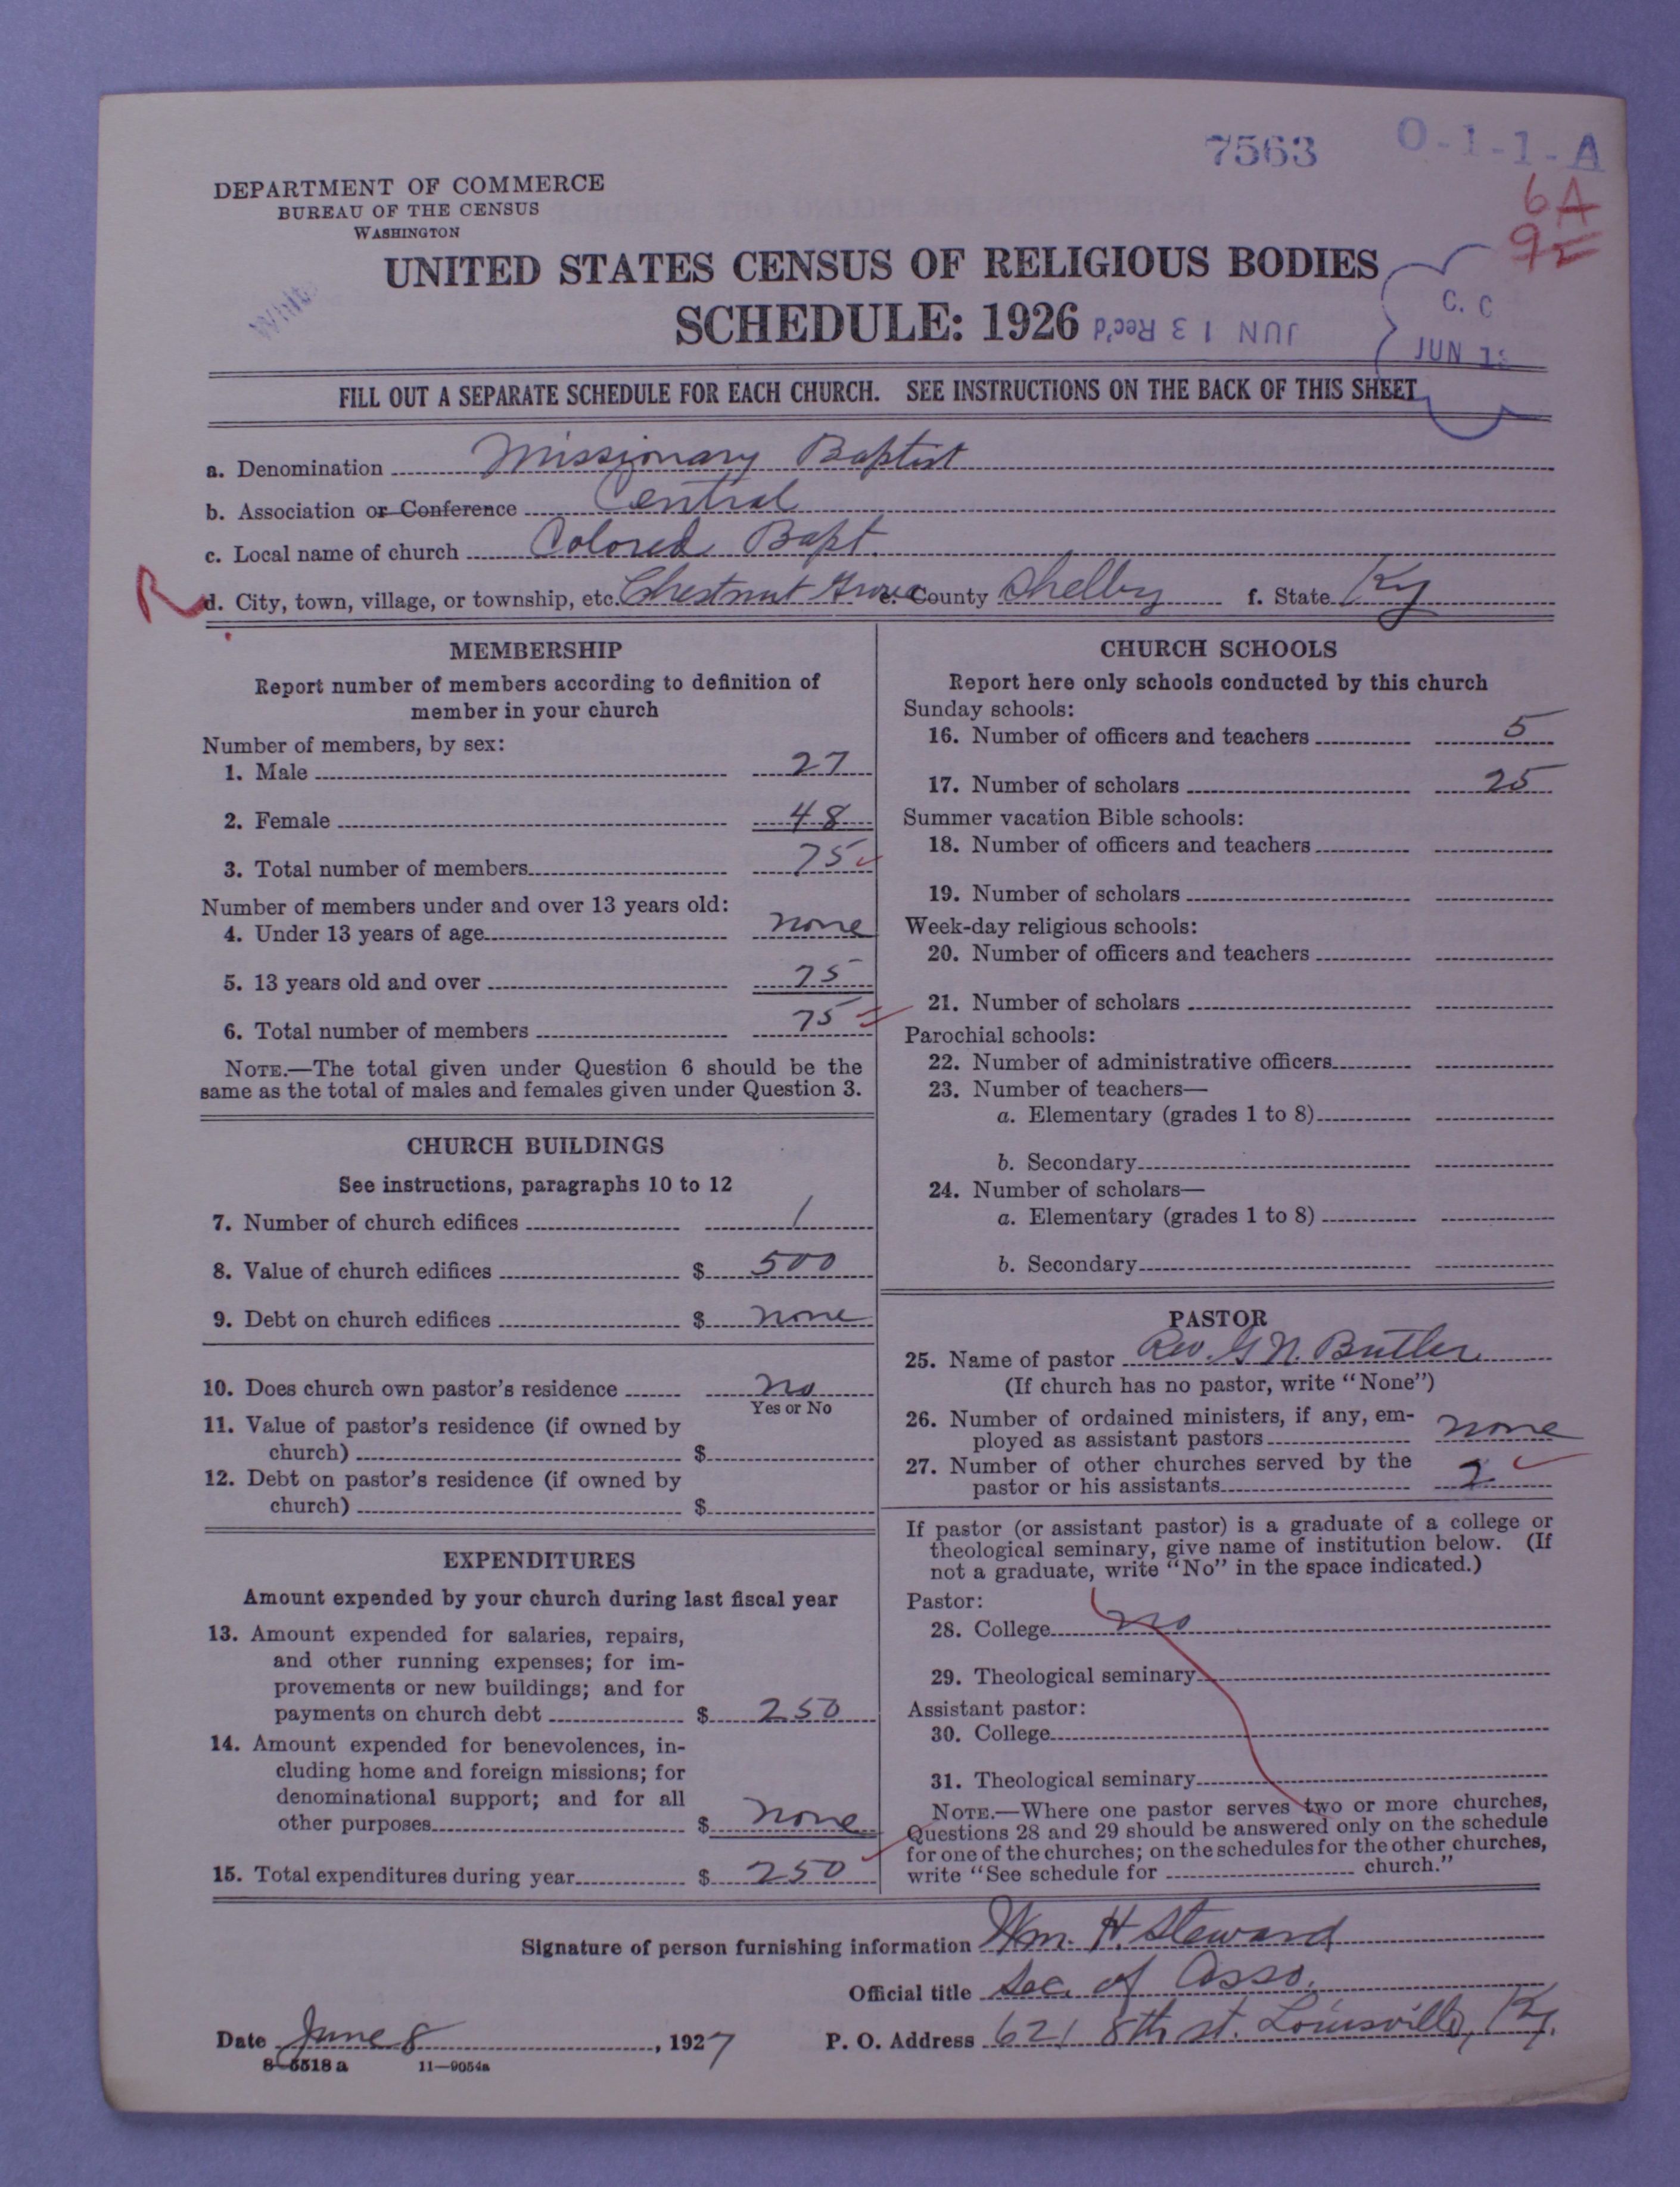 7563 O-1-1-A
6A
92
DEPARTMENT OF COMMERCE
BUREAU OF THE CENSUS
WASHINGTON
UNITED STATES CENSUS OF RELIGIOUS BODIES
SCHEDULE: 1926
JUN 13 Rec'd
C. C
JUN 1
FILL OUT A SEPARATE SCHEDULE FOR EACH CHURCH. SEE INSTRUCTIONS ON THE BACK OF THIS SHEET
a. Denomination Missionary Baptist
b. Association or Conference Central
c. Local name of church Colored Bapt.
R
d. City, town, village, or township, etc. Chestnut Grove e. County Shelby f. State Ky
MEMBERSHIP
Report number of members according to definition of
member in your church
Number of members, by sex:
1. Male 27
2. Female 48
3. Total number of members 75
Number of members under and over 13 years old:
4. Under 13 years of age none
5. 13 years old and over 75
6. Total number of members 75
NOTE.—The total given under Question 6 should be the
same as the total of males and females given under Question 3.
CHURCH BUILDINGS
See instructions, paragraphs 10 to 12
7. Number of church edifices 1
8. Value of church edifices $ 500
9. Debt on church edifices $ none
10. Does church own pastor's residence no
Yes or No
11. Value of pastor's residence (if owned by
church) $
12. Debt on pastor's residence (if owned by
church) $
EXPENDITURES
Amount expended by your church during last fiscal year
13. Amount expended for salaries, repairs,
and other running expenses; for im-
provements or new buildings; and for
payments on church debt $ 250
14. Amount expended for benevolences, in-
cluding home and foreign missions; for
denominational support; and for all
other purposes $ none
15. Total expenditures during year $ 250
CHURCH SCHOOLS
Report here only schools conducted by this church
Sunday schools:
16. Number of officers and teachers 5
17. Number of scholars 25
Summer vacation Bible schools:
18. Number of officers and teachers
19. Number of scholars
Week-day religious schools:
20. Number of officers and teachers
21. Number of scholars
Parochial schools:
22. Number of administrative officers
23. Number of teachers—
a. Elementary (grades 1 to 8)
b. Secondary
24. Number of scholars—
a. Elementary (grades 1 to 8)
b. Secondary
PASTOR
25. Name of pastor Rev. G N. Butler
(If church has no pastor, write "None")
26. Number of ordained ministers, if any, em-
ployed as assistant pastors none
27. Number of other churches served by the
pastor or his assistants 2
If pastor (or assistant pastor) is a graduate of a college or
theological seminary, give name of institution below. (If
not a graduate, write "No" in the space indicated.)
Pastor:
28. College no
29. Theological seminary
Assistant pastor:
30. College
31. Theological seminary
NOTE.—Where one pastor serves two or more churches,
Questions 28 and 29 should be answered only on the schedule
for one of the churches; on the schedules for the other churches,
write "See schedule for church."
Signature of person furnishing information Wm. H. Steward
Official title Sec. of Asso.
Date June 8, 1927 P. O. Address 621 8th st. Louisville, Ky.
8-5518 a 11-9054a